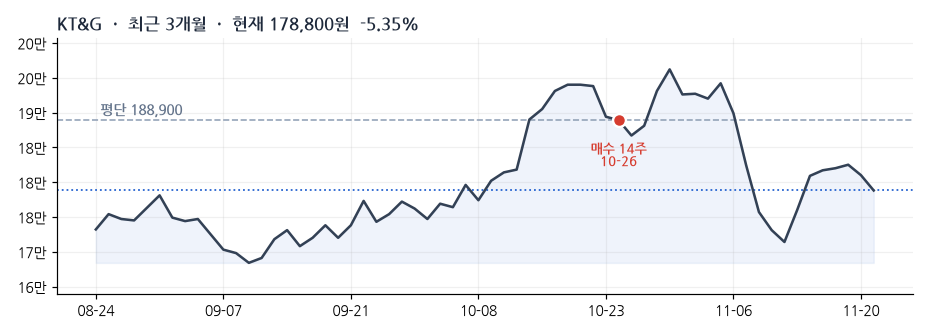 KT&G · 최근 3개월 · 현재 178,800원 -5.35%
20만
20만
19만
18만
18만
18만
17만
16만
평단 188,900
매수 14주
10-26
08-24
09-07
09-21
10-08
10-23
11-06
11-20